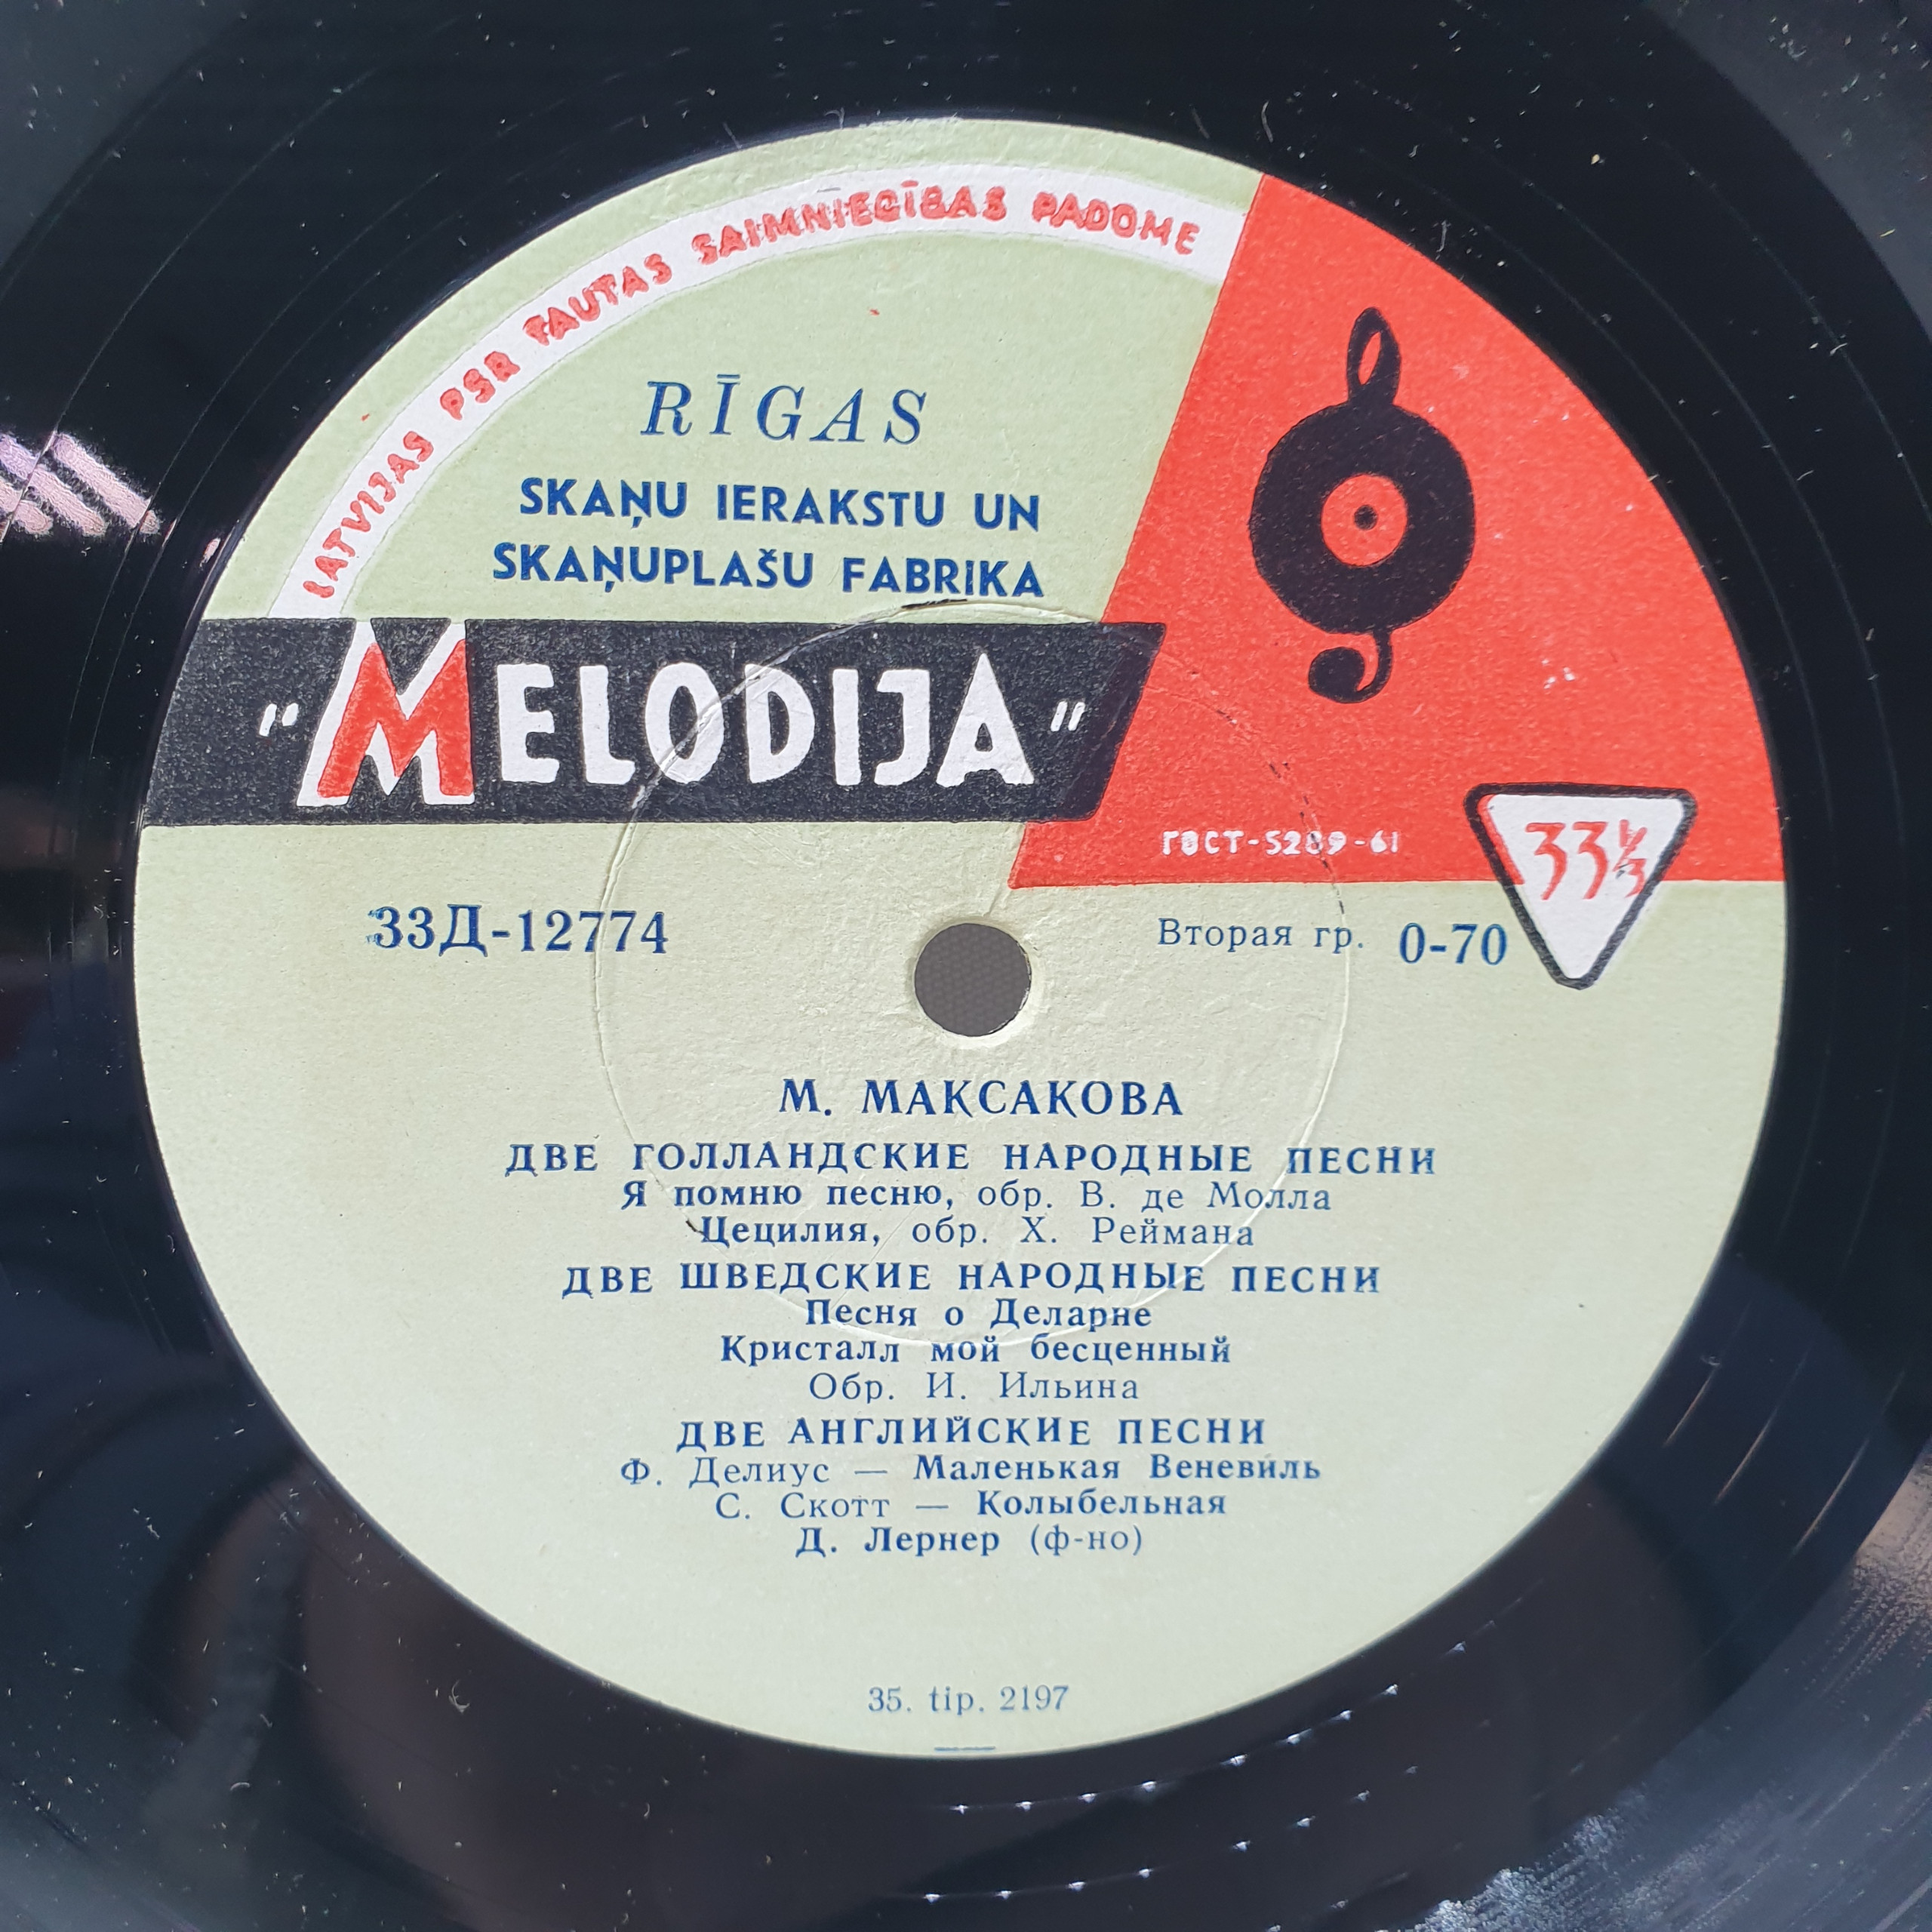 LATVIJAS PSR TAUTAS SAIMNIECĪBAS PADOME
RĪGAS
SKAŅU IERAKSTU UN
SKAŅUPLAŠU FABRIKA
"MELODIJA"
ГОСТ-5289-61
33⅓
33Д-12774
Вторая гр. 0-70
М. МАКСАКОВА
ДВЕ ГОЛЛАНДСКИЕ НАРОДНЫЕ ПЕСНИ
Я помню песню, обр. В. де Молла
Цецилия, обр. Х. Реймана
ДВЕ ШВЕДСКИЕ НАРОДНЫЕ ПЕСНИ
Песня о Деларне
Кристалл мой бесценный
Обр. И. Ильина
ДВЕ АНГЛИЙСКИЕ ПЕСНИ
Ф. Делиус — Маленькая Веневиль
С. Скотт — Колыбельная
Д. Лернер (ф-но)
35. tip. 2197